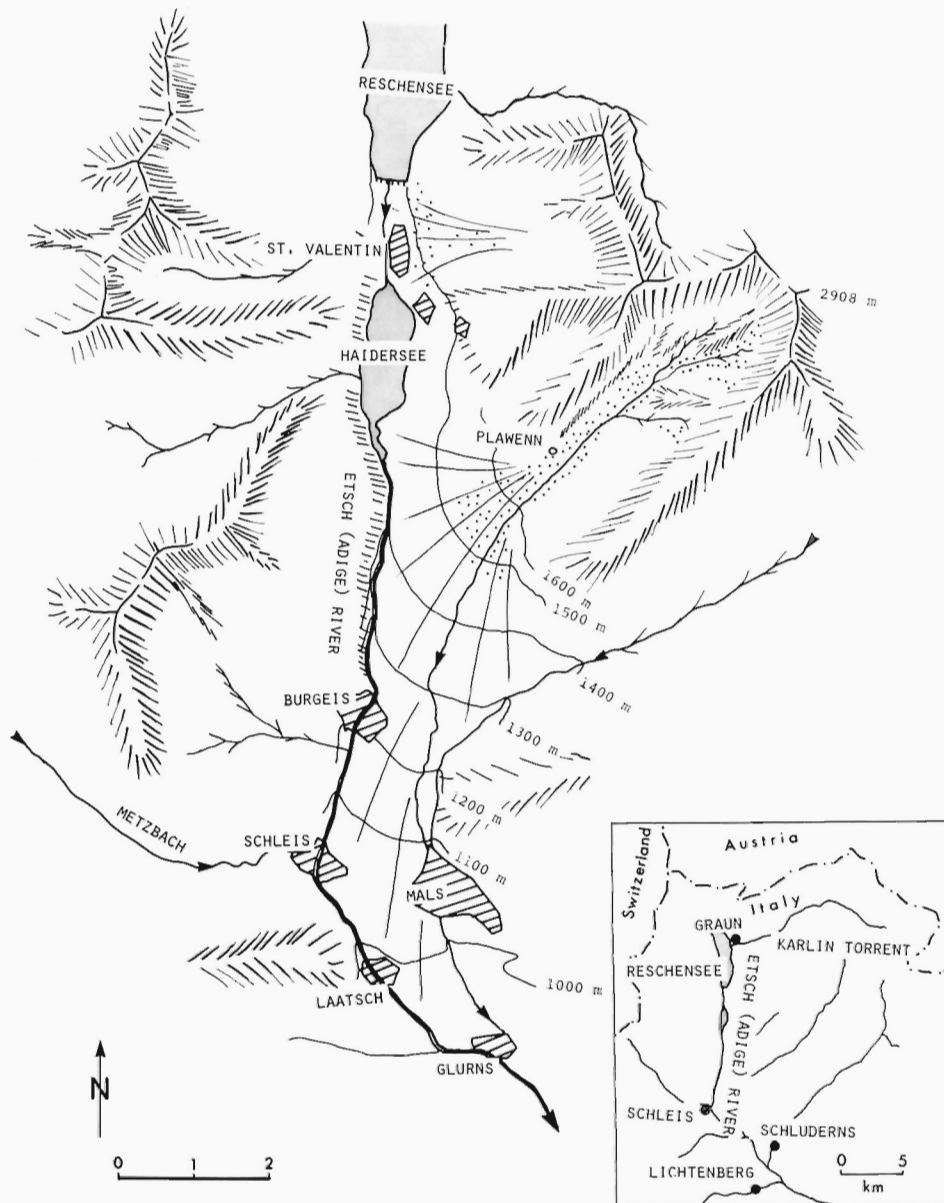 RESCHENSEE
ST. VALENTIN
2908 m
HAIDERSEE
PLAWENN
ETSCH (ADIGE) RIVER
1600 m
1500 m
1400 m
BURGEIS
1300 m
METZBACH
1200 m
SCHLEIS
1100 m
MALS
LAATSCH
1000 m
GLURNS
N
0 1 2
Switzerland
Austria
Italy
GRAUN
KARLIN TORRENT
RESCHENSEE
ETSCH (ADIGE) RIVER
SCHLEIS
SCHLUDERNS
LICHTENBERG
0 5
km